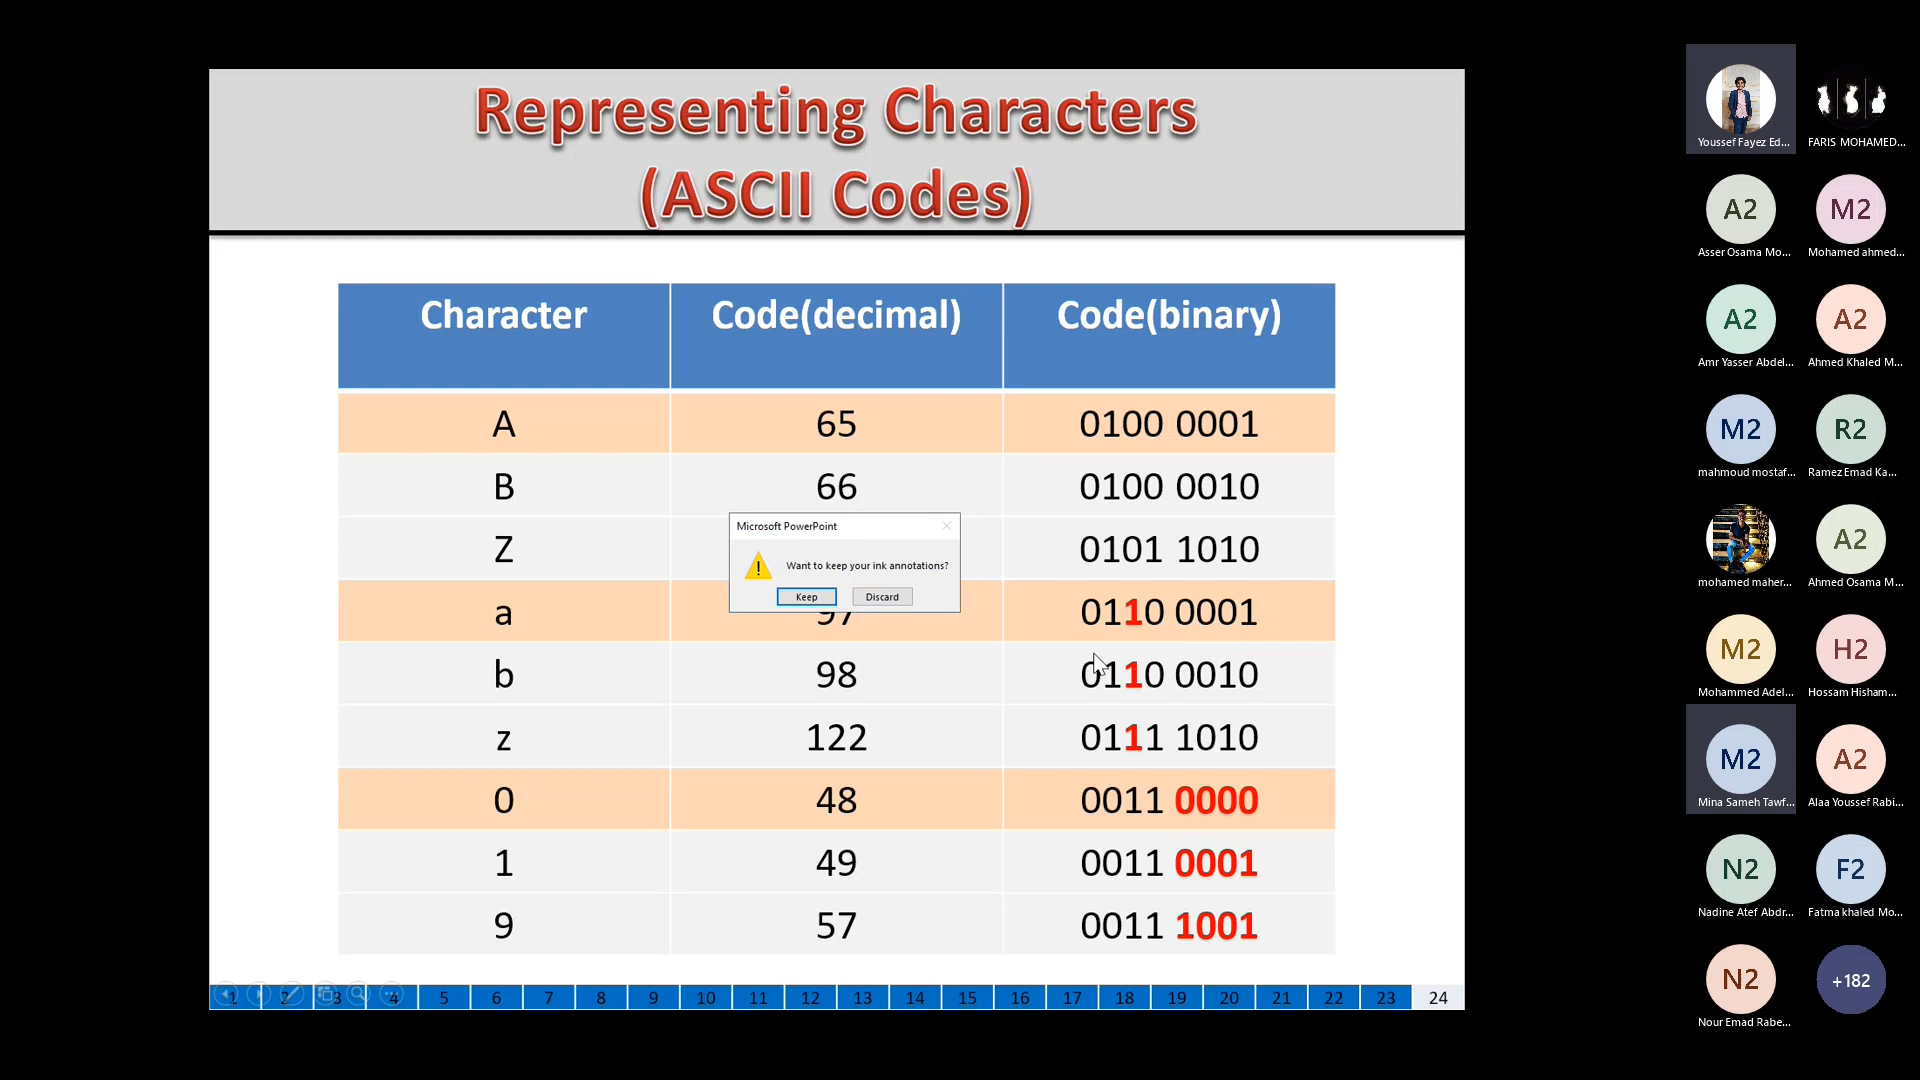 Representing Characters
(ASCII Codes)
Character Code(decimal) Code(binary)
A 65 0100 0001
B 66 0100 0010
Z 0101 1010
Microsoft PowerPoint
Want to keep your ink annotations?
Keep Discard
a 97 0110 0001
b 98 0110 0010
z 122 0111 1010
0 48 0011 0000
1 49 0011 0001
9 57 0011 1001
1 2 3 4 5 6 7 8 9 10 11 12 13 14 15 16 17 18 19 20 21 22 23 24
Youssef Fayez Ed... FARIS MOHAMED...
A2 M2
Asser Osama Mo... Mohamed ahmed...
A2 A2
Amr Yasser Abdel... Ahmed Khaled M...
M2 R2
mahmoud mostaf... Ramez Emad Ka...
A2
mohamed maher... Ahmed Osama M...
M2 H2
Mohammed Adel... Hossam Hisham...
M2 A2
Mina Sameh Tawf... Alaa Youssef Rabi...
N2 F2
Nadine Atef Abdr... Fatma khaled Mo...
N2 +182
Nour Emad Rabe...